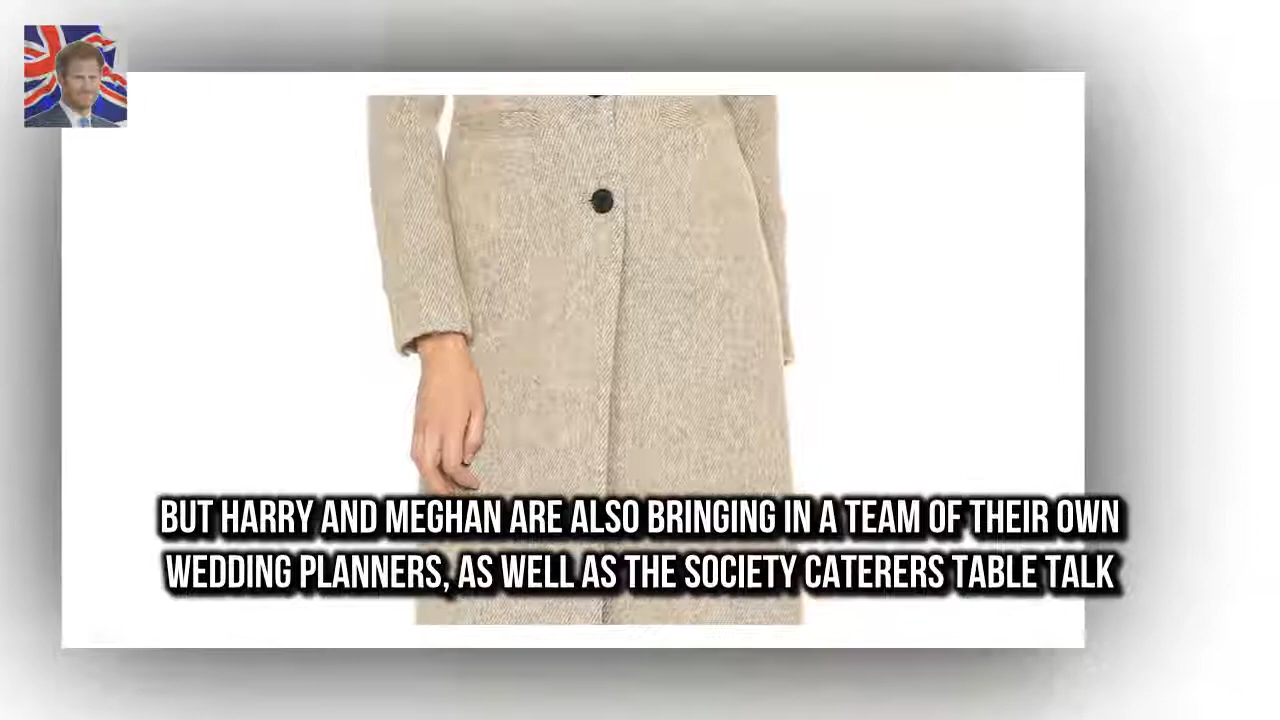 BUT HARRY AND MEGHAN ARE ALSO BRINGING IN A TEAM OF THEIR OWN
WEDDING PLANNERS, AS WELL AS THE SOCIETY CATERERS TABLE TALK